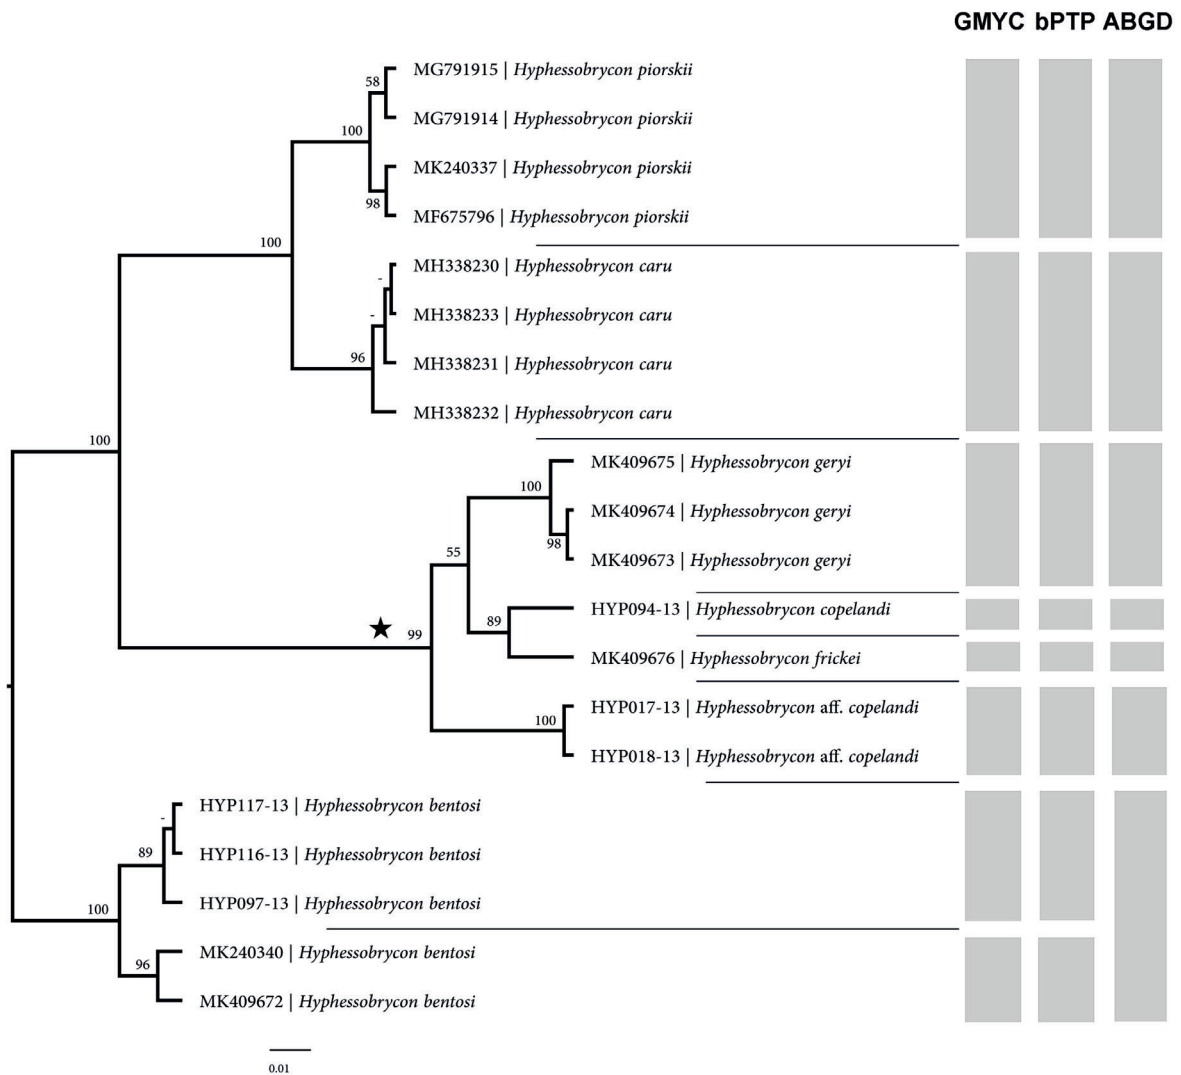 GMYC bPTP ABGD
58
MG791915 | Hyphessobrycon piorskii
MG791914 | Hyphessobrycon piorskii
100
MK240337 | Hyphessobrycon piorskii
98
MF675796 | Hyphessobrycon piorskii
100
MH338230 | Hyphessobrycon caru
-
MH338233 | Hyphessobrycon caru
-
96
MH338231 | Hyphessobrycon caru
MH338232 | Hyphessobrycon caru
100
MK409675 | Hyphessobrycon geryi
100
MK409674 | Hyphessobrycon geryi
98
MK409673 | Hyphessobrycon geryi
55
HYP094-13 | Hyphessobrycon copelandi
89
★ 99
MK409676 | Hyphessobrycon frickei
HYP017-13 | Hyphessobrycon aff. copelandi
100
HYP018-13 | Hyphessobrycon aff. copelandi
HYP117-13 | Hyphessobrycon bentosi
-
89
HYP116-13 | Hyphessobrycon bentosi
HYP097-13 | Hyphessobrycon bentosi
100
MK240340 | Hyphessobrycon bentosi
96
MK409672 | Hyphessobrycon bentosi
0.01